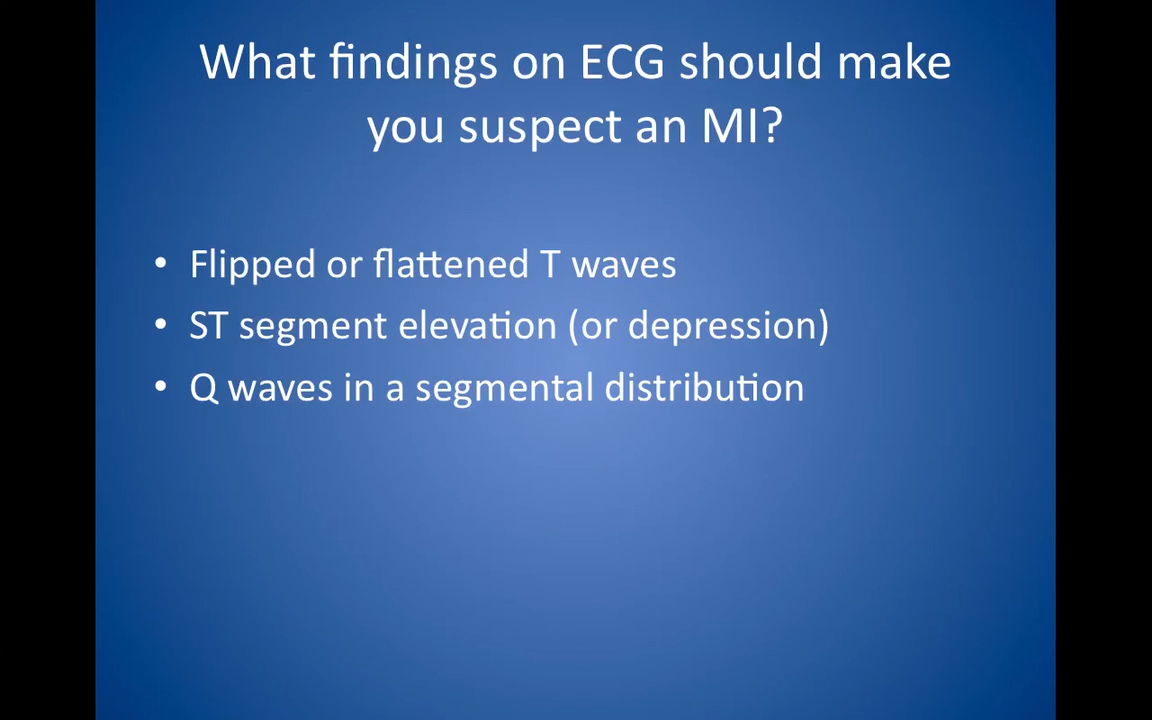 What findings on ECG should make
you suspect an MI?
• Flipped or flattened T waves
• ST segment elevation (or depression)
• Q waves in a segmental distribution